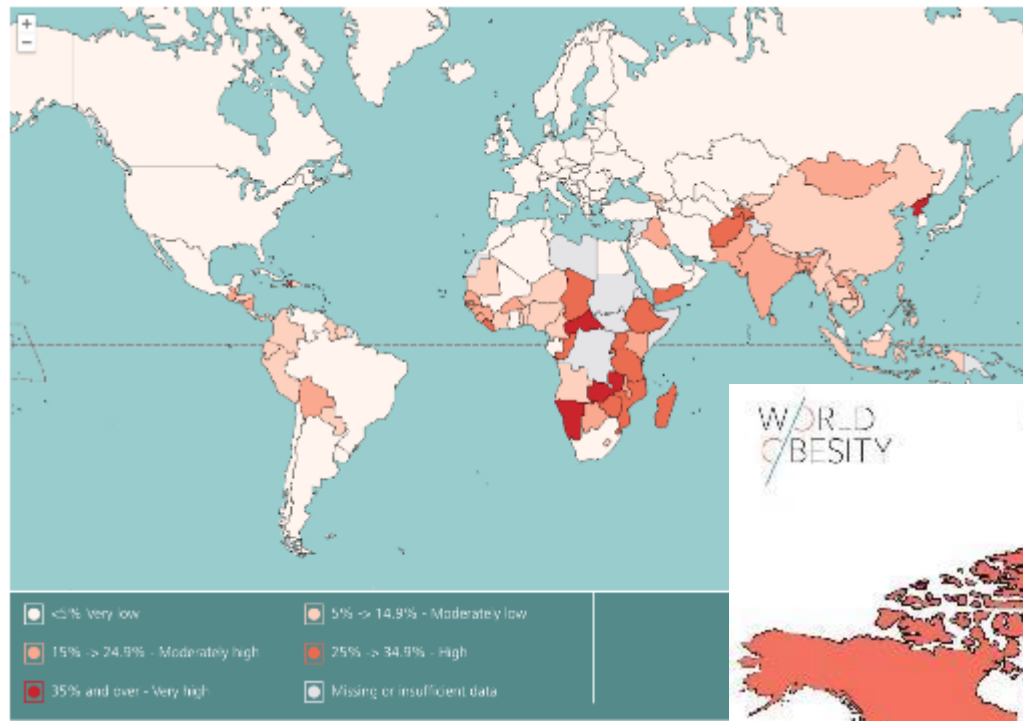 +
−
<5% Very low
5% -> 14.9% - Moderately low
15% -> 24.9% - Moderately high
25% -> 34.9% - High
35% and over - Very high
Missing or insufficient data
WORLD
OBESITY